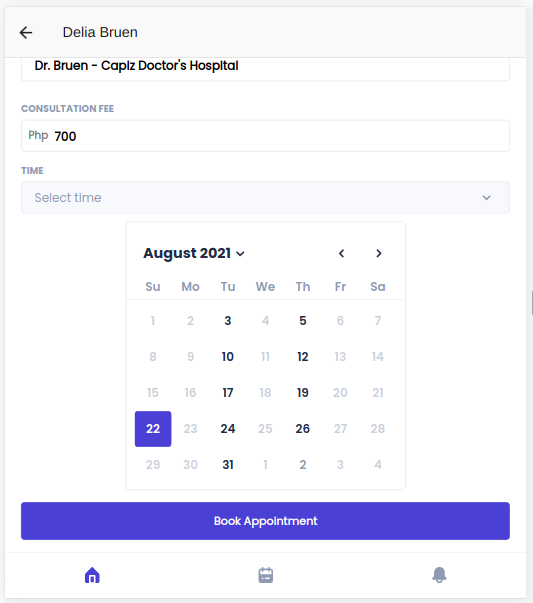 Delia Bruen
Dr. Bruen - Capiz Doctor's Hospital
CONSULTATION FEE
Php 700
TIME
Select time
August 2021
Su Mo Tu We Th Fr Sa
1 2 3 4 5 6 7
8 9 10 11 12 13 14
15 16 17 18 19 20 21
22 23 24 25 26 27 28
29 30 31 1 2 3 4
Book Appointment